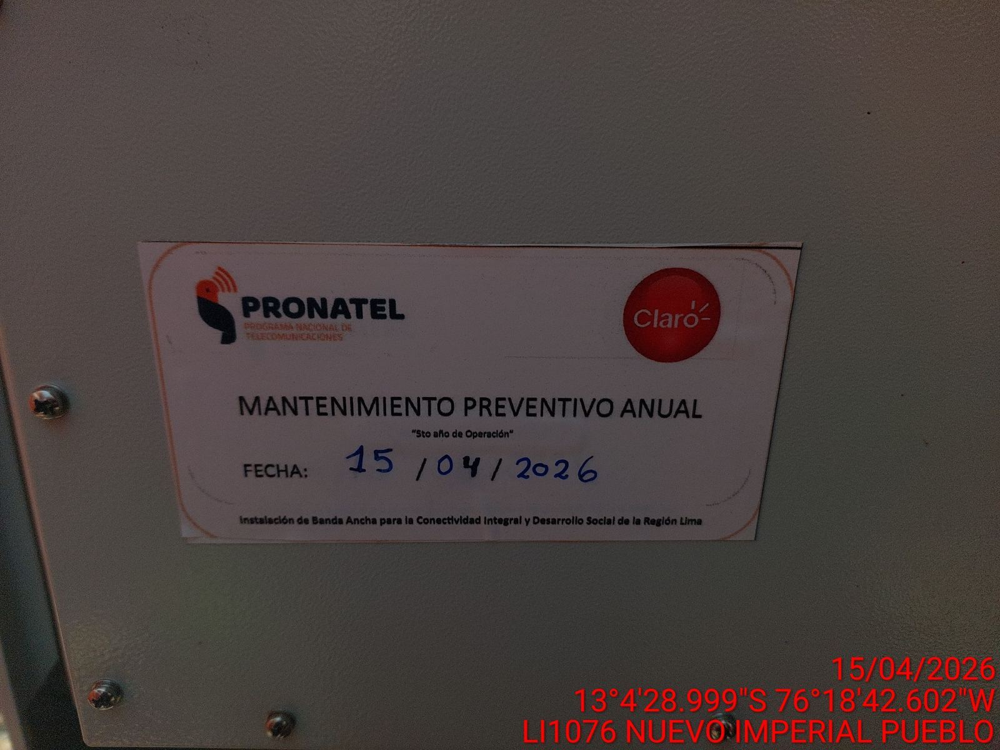 PRONATEL
PROGRAMA NACIONAL DE
TELECOMUNICACIONES
Claro
MANTENIMIENTO PREVENTIVO ANUAL
"5to año de Operación"
FECHA: 15 / 04 / 2026
Instalación de Banda Ancha para la Conectividad Integral y Desarrollo Social de la Región Lima
15/04/2026
13°4'28.999"S 76°18'42.602"W
LI1076 NUEVO IMPERIAL PUEBLO